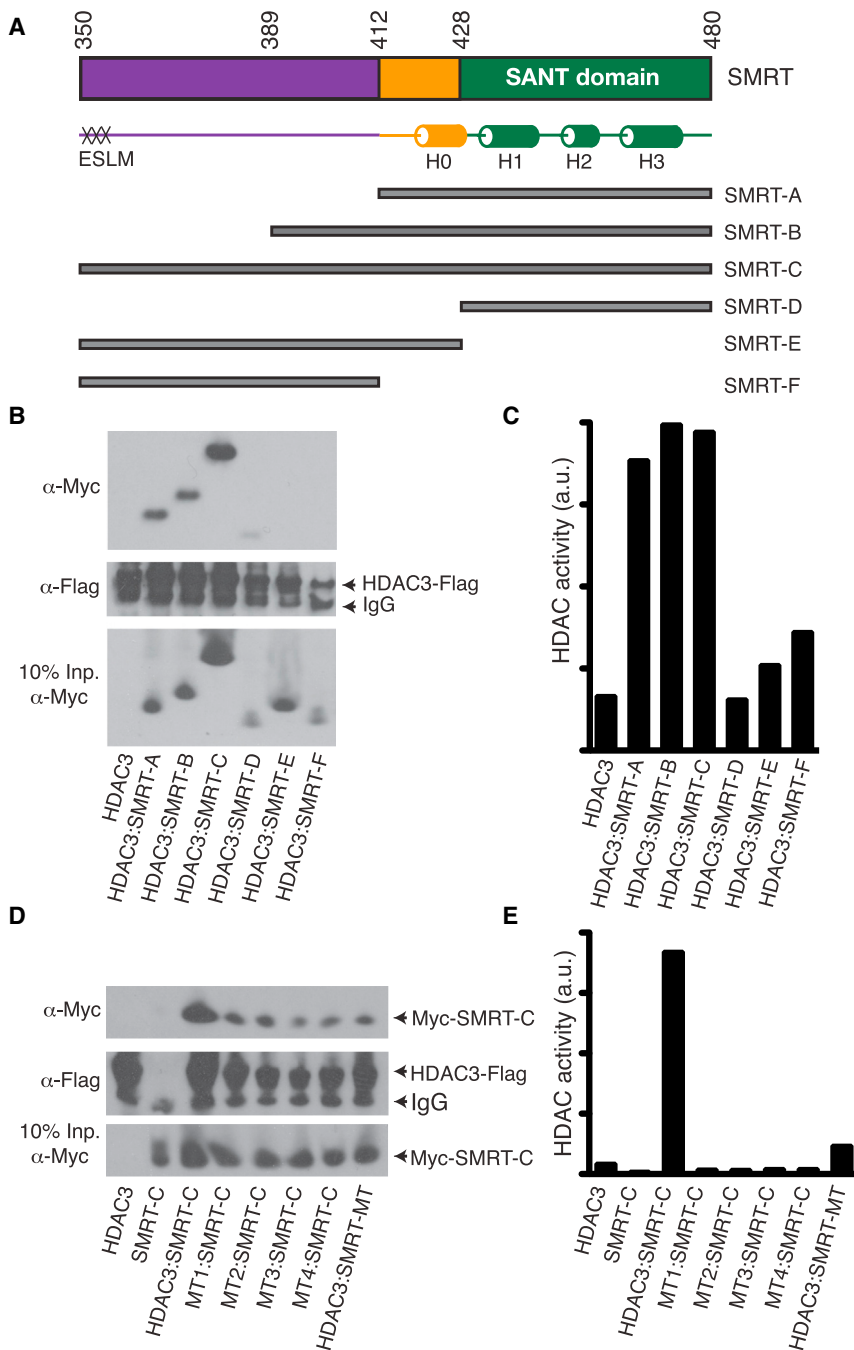 A
350
389
412
428
480
SANT domain
SMRT
ESLM
H0
H1
H2
H3
SMRT-A
SMRT-B
SMRT-C
SMRT-D
SMRT-E
SMRT-F
B
α-Myc
α-Flag
HDAC3-Flag
IgG
10% Inp.
α-Myc
HDAC3
HDAC3:SMRT-A
HDAC3:SMRT-B
HDAC3:SMRT-C
HDAC3:SMRT-D
HDAC3:SMRT-E
HDAC3:SMRT-F
C
HDAC activity (a.u.)
HDAC3
HDAC3:SMRT-A
HDAC3:SMRT-B
HDAC3:SMRT-C
HDAC3:SMRT-D
HDAC3:SMRT-E
HDAC3:SMRT-F
D
α-Myc
Myc-SMRT-C
α-Flag
HDAC3-Flag
IgG
10% Inp.
α-Myc
Myc-SMRT-C
HDAC3
SMRT-C
HDAC3:SMRT-C
MT1:SMRT-C
MT2:SMRT-C
MT3:SMRT-C
MT4:SMRT-C
HDAC3:SMRT-MT
E
HDAC activity (a.u.)
HDAC3
SMRT-C
HDAC3:SMRT-C
MT1:SMRT-C
MT2:SMRT-C
MT3:SMRT-C
MT4:SMRT-C
HDAC3:SMRT-MT